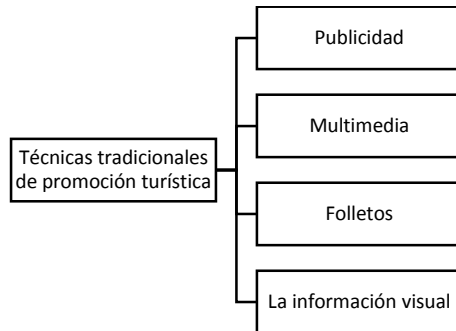 Técnicas tradicionales
de promoción turística
Publicidad
Multimedia
Folletos
La información visual